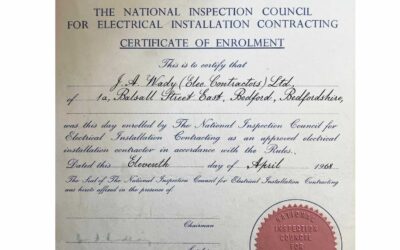 THE NATIONAL INSPECTION COUNCIL
FOR ELECTRICAL INSTALLATION CONTRACTING
CERTIFICATE OF ENROLMENT
This is to certify that
J. A. Wady (Elec. Contractors) Ltd.
of 1a, Balsall Street East, Bedford, Bedfordshire,
was this day enrolled by The National Inspection Council for
Electrical Installation Contracting as an approved electrical
installation contractor in accordance with the Rules.
Dated this Eleventh day of April 1968
The Seal of The National Inspection Council for Electrical Installation Contracting
was hereto affixed in the presence of.
Chairman
NATIONAL
INSPECTION
COUNCIL
FOR